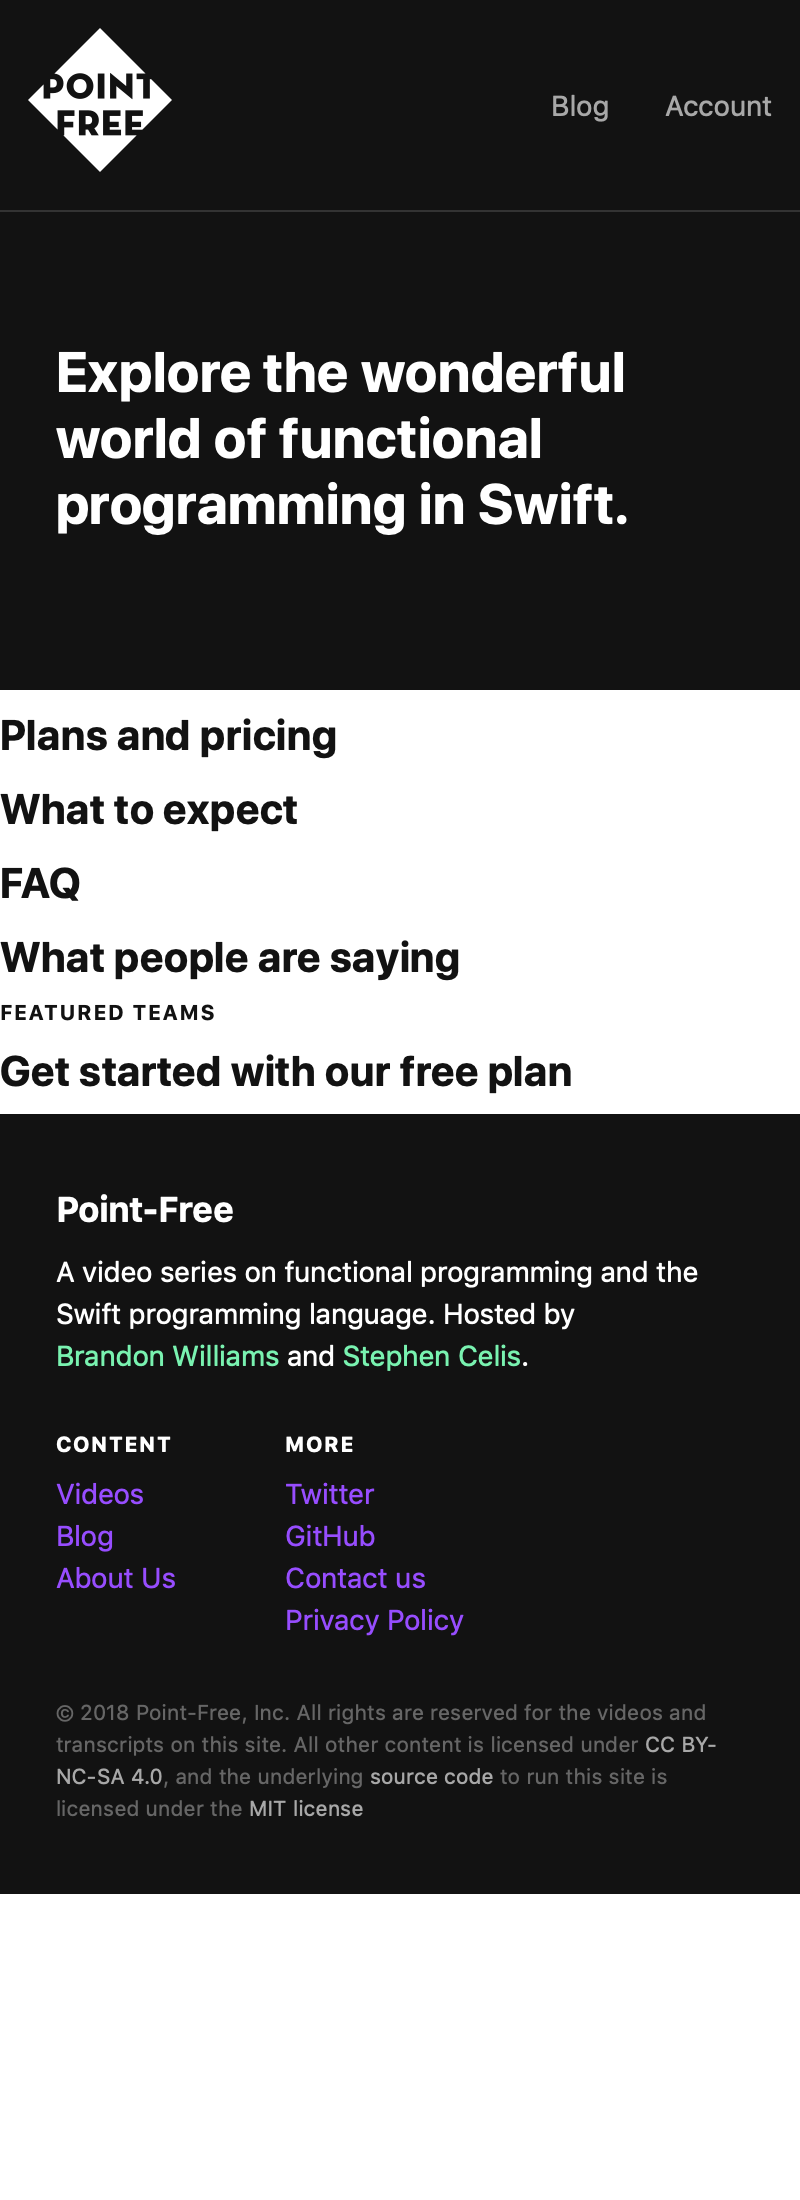 POINT
FREE
Blog
Account
Explore the wonderful
world of functional
programming in Swift.
Plans and pricing
What to expect
FAQ
What people are saying
FEATURED TEAMS
Get started with our free plan
Point-Free
A video series on functional programming and the
Swift programming language. Hosted by
Brandon Williams and Stephen Celis.
CONTENT
Videos
Blog
About Us
MORE
Twitter
GitHub
Contact us
Privacy Policy
© 2018 Point-Free, Inc. All rights are reserved for the videos and
transcripts on this site. All other content is licensed under CC BY-
NC-SA 4.0, and the underlying source code to run this site is
licensed under the MIT license